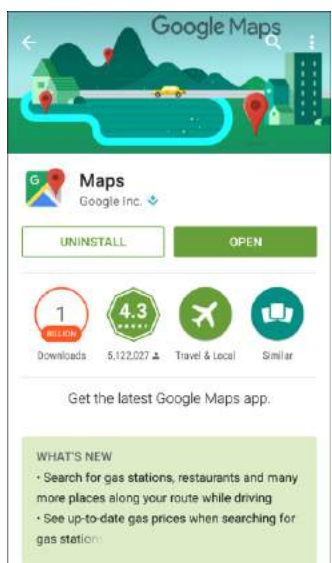 Google Maps
G
Maps
Google Inc.
UNINSTALL
OPEN
1
BILLION
Downloads
4.3
5,122,027
Travel & Local
Similar
Get the latest Google Maps app.
WHAT'S NEW
· Search for gas stations, restaurants and many
more places along your route while driving
· See up-to-date gas prices when searching for
gas stations